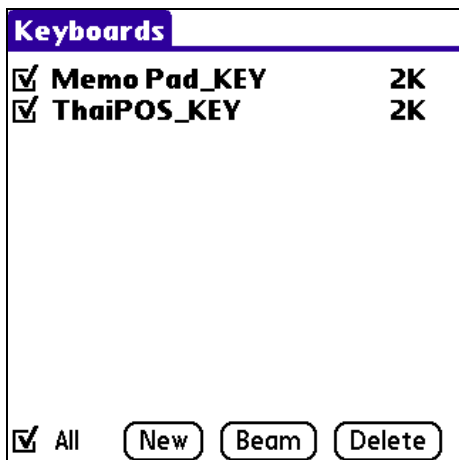 Keyboards
Memo Pad_KEY 2K
ThaiPOS_KEY 2K
All New Beam Delete